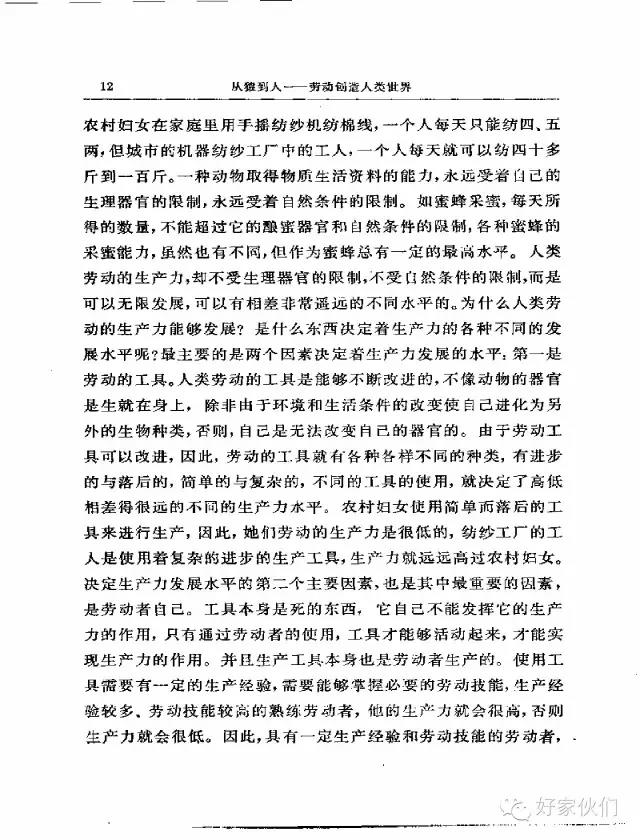 12 从猿到人——劳动创造人类世界
农村妇女在家庭里用手摇纺纱机纺棉线，一个人每天只能纺四、五
两，但城市的机器纺纱工厂中的工人，一个人每天就可以纺四十多
斤到一百斤。一种动物取得物质生活资料的能力，永远受着自己的
生理器官的限制，永远受着自然条件的限制。如蜜蜂采蜜，每天所
得的数量，不能超过它的酿蜜器官和自然条件的限制，各种蜜蜂的
采蜜能力，虽然也有不同，但作为蜜蜂总有一定的最高水平。人类
劳动的生产力，却不受生理器官的限制，不受自然条件的限制，而是
可以无限发展，可以有相差非常遥远的不同水平的。为什么人类劳
动的生产力能够发展？是什么东西决定着生产力的各种不同的发
展水平呢？最主要的是两个因素决定着生产力发展的水平：第一是
劳动的工具。人类劳动的工具是能够不断改进的，不像动物的器官
是生就在身上，除非由于环境和生活条件的改变使自己进化为另
外的生物种类，否则，自己是无法改变自己的器官的。由于劳动工
具可以改进，因此，劳动的工具就有各种各样不同的种类，有进步
的与落后的，简单的与复杂的，不同的工具的使用，就决定了高低
相差得很远的不同的生产力水平。农村妇女使用简单而落后的工
具来进行生产，因此，她们劳动的生产力是很低的，纺纱工厂的工
人是使用着复杂的进步的生产工具，生产力就远远高过农村妇女。
决定生产力发展水平的第二个主要因素，也是其中最重要的因素，
是劳动者自己。工具本身是死的东西，它自己不能发挥它的生产
力的作用，只有通过劳动者的使用，工具才能够活动起来，才能实
现生产力的作用。并且生产工具本身也是劳动者生产的。使用工
具需要有一定的生产经验，需要能够掌握必要的劳动技能，生产经
验较多、劳动技能较高的熟练劳动者，他的生产力就会很高，否则
生产力就会很低。因此，具有一定生产经验和劳动技能的劳动者，
好家伙们